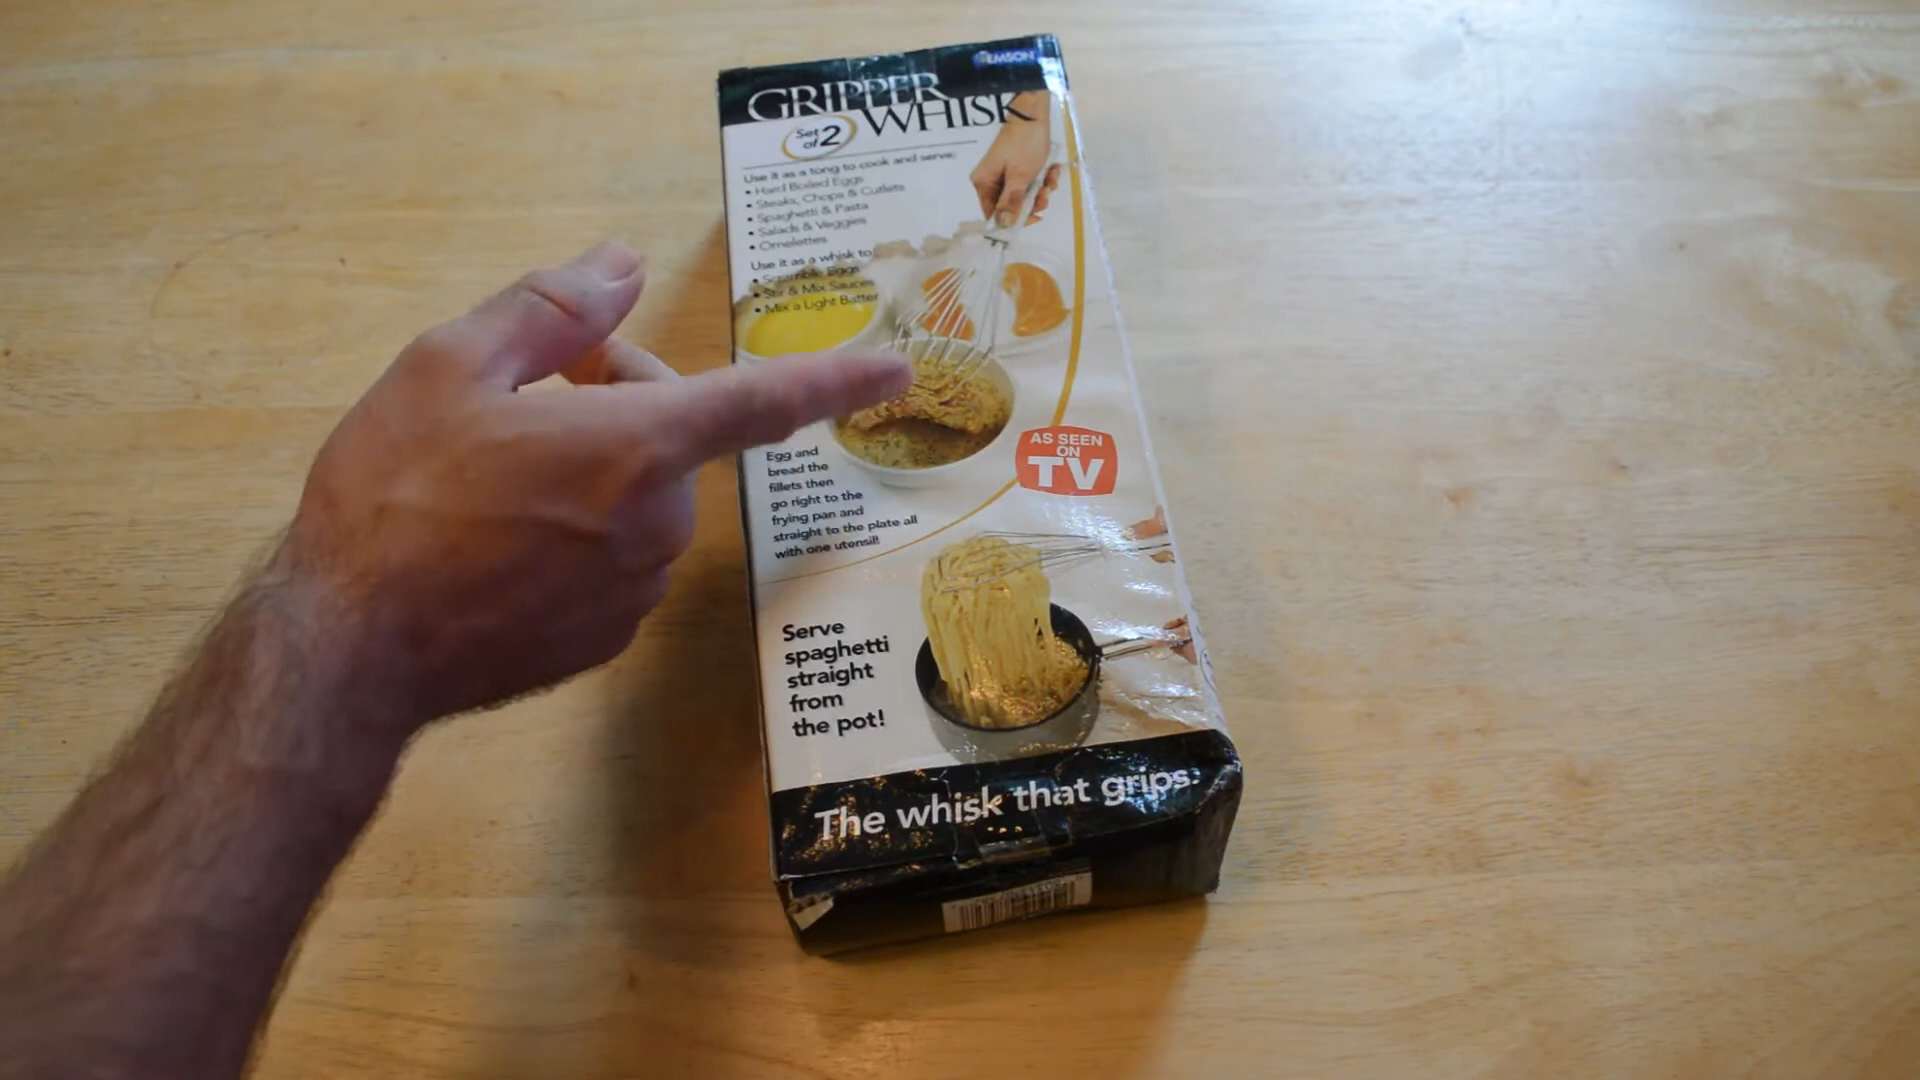 EMSON
GRIPPER
WHISK
Set
of 2
Use it as a tong to cook and serve:
• Hard Boiled Eggs
• Steaks, Chops & Cutlets
• Spaghetti & Pasta
• Salads & Veggies
• Omelettes
Use it as a whisk to
• Scramble Eggs
• Stir & Mix Sauces
• Mix a Light Batter
Egg and
bread the
fillets then
go right to the
frying pan and
straight to the plate all
with one utensil!
AS SEEN
ON
TV
Serve
spaghetti
straight
from
the pot!
The whisk that grips.